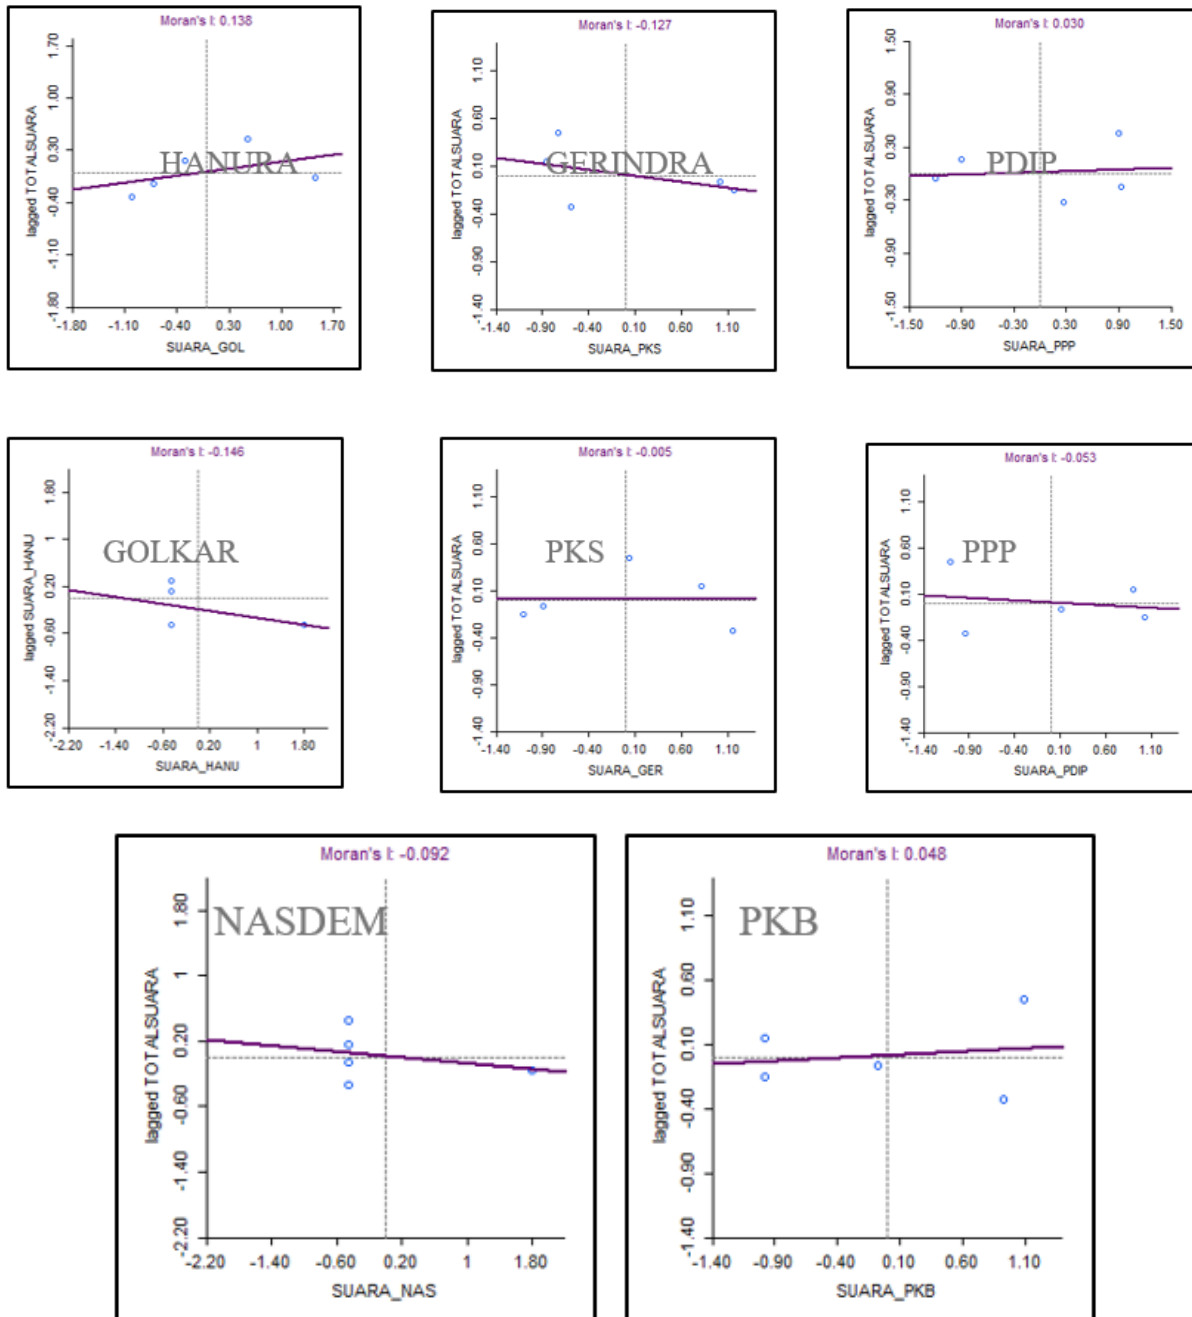 Moran's I: 0.138
lagged TOTALSUARA
1.70
1.00
0.30
-0.40
-1.10
-1.80
HANURA
-1.80 -1.10 -0.40 0.30 1.00 1.70
SUARA_GOL
Moran's I: -0.127
lagged TOTALSUARA
1.10
0.60
0.10
-0.40
-0.90
-1.40
GERINDRA
-1.40 -0.90 -0.40 0.10 0.60 1.10
SUARA_PKS
Moran's I: 0.030
lagged TOTALSUARA
1.50
0.90
0.30
-0.30
-0.90
-1.50
PDIP
-1.50 -0.90 -0.30 0.30 0.90 1.50
SUARA_PPP
Moran's I: -0.146
lagged SUARA_HANU
1.80
1
0.20
-0.60
-1.40
-2.20
GOLKAR
-2.20 -1.40 -0.60 0.20 1 1.80
SUARA_HANU
Moran's I: -0.005
lagged TOTALSUARA
1.10
0.60
0.10
-0.40
-0.90
-1.40
PKS
-1.40 -0.90 -0.40 0.10 0.60 1.10
SUARA_GER
Moran's I: -0.053
lagged TOTALSUARA
1.10
0.60
0.10
-0.40
-0.90
-1.40
PPP
-1.40 -0.90 -0.40 0.10 0.60 1.10
SUARA_PDIP
Moran's I: -0.092
lagged TOTALSUARA
1.80
1
0.20
-0.60
-1.40
-2.20
NASDEM
-2.20 -1.40 -0.60 0.20 1 1.80
SUARA_NAS
Moran's I: 0.048
lagged TOTALSUARA
1.10
0.60
0.10
-0.40
-0.90
-1.40
PKB
-1.40 -0.90 -0.40 0.10 0.60 1.10
SUARA_PKB